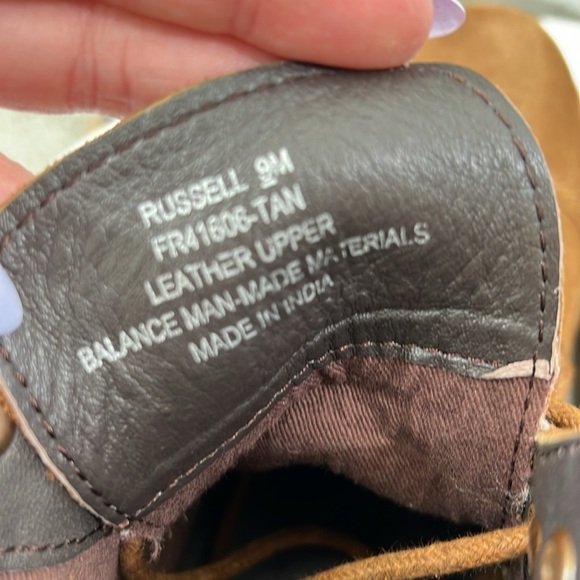 RUSSELL 9M
FR41606-TAN
LEATHER UPPER
BALANCE MAN-MADE MATERIALS
MADE IN INDIA